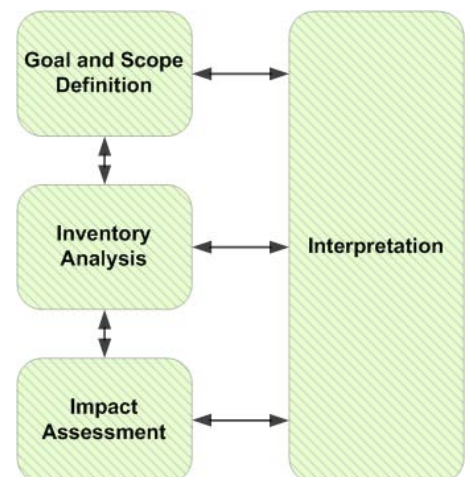 Goal and Scope
Definition
Inventory
Analysis
Interpretation
Impact
Assessment